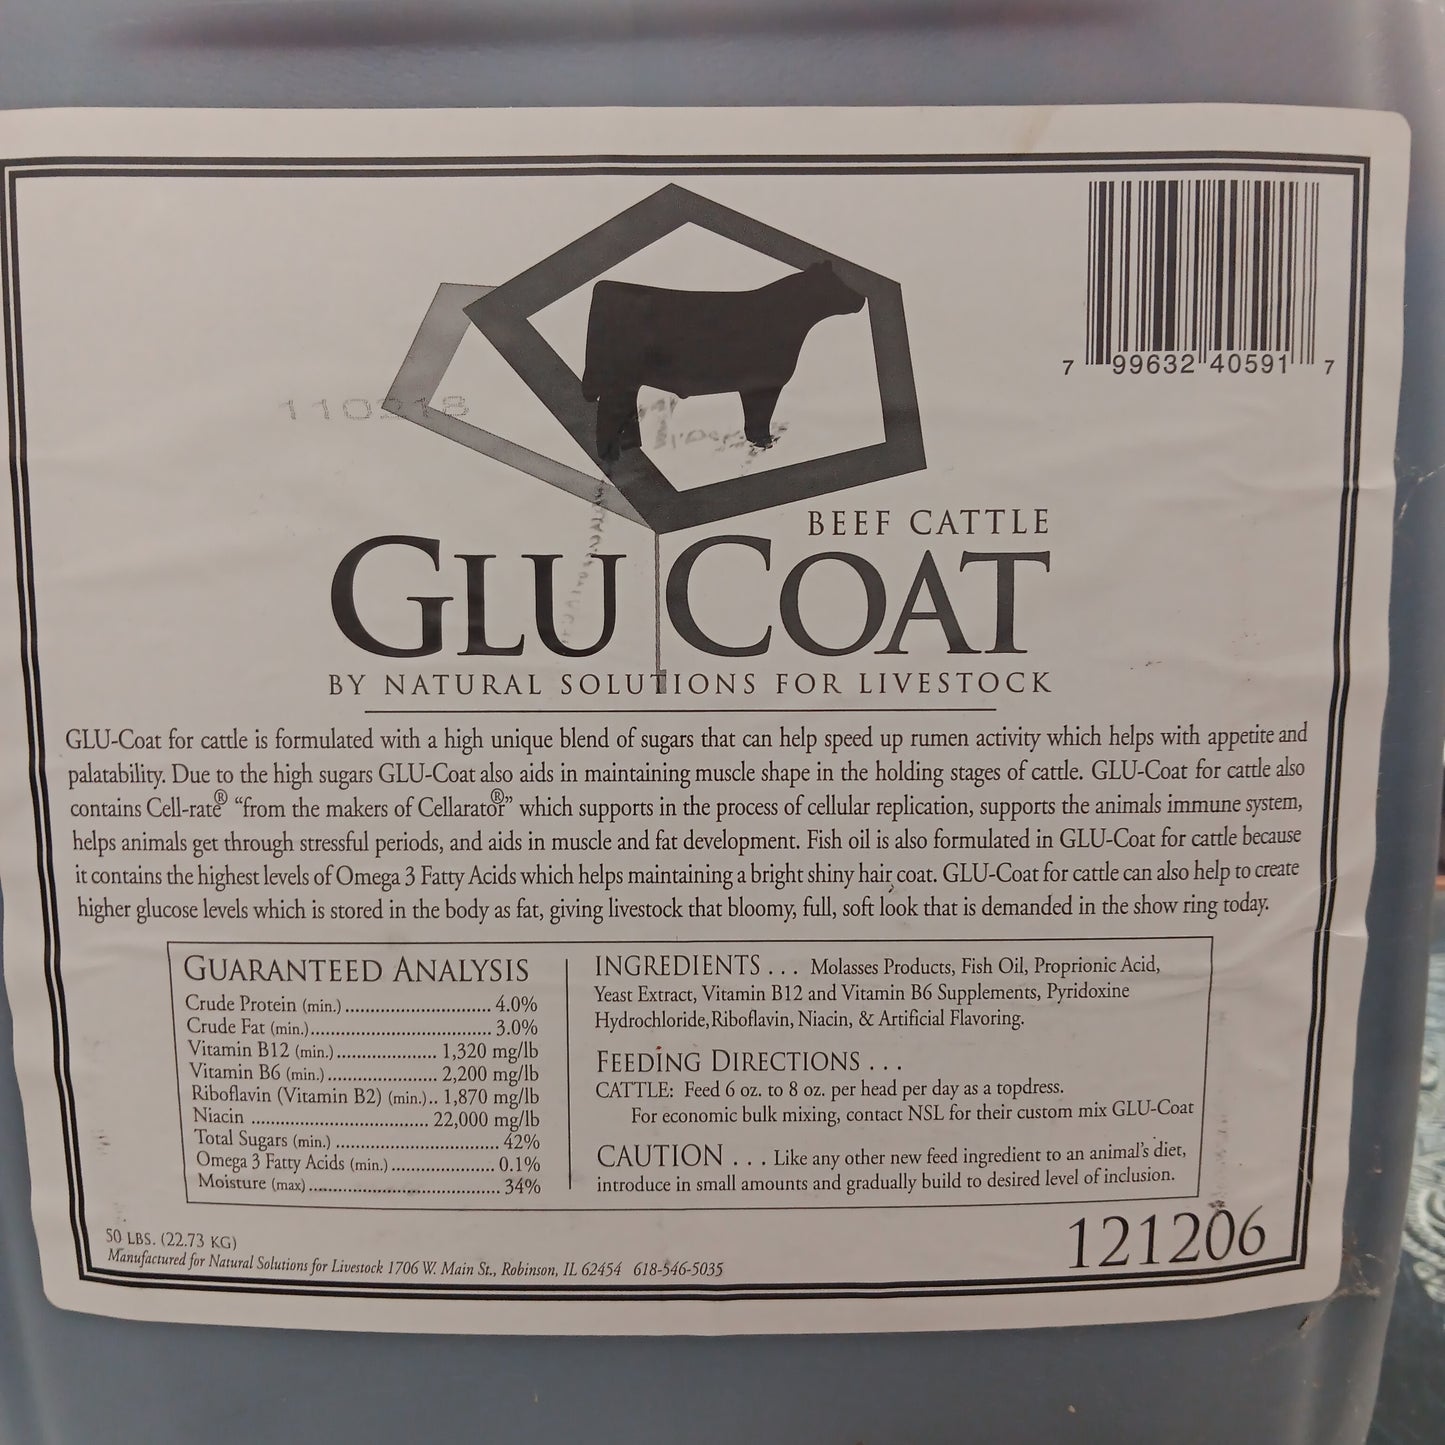 7 99632 40591 7
110218
BEEF CATTLE
GLU COAT
BY NATURAL SOLUTIONS FOR LIVESTOCK
GLU-Coat for cattle is formulated with a high unique blend of sugars that can help speed up rumen activity which helps with appetite and
palatability. Due to the high sugars GLU-Coat also aids in maintaining muscle shape in the holding stages of cattle. GLU-Coat for cattle also
contains Cell-rate® “from the makers of Cellarator®” which supports in the process of cellular replication, supports the animals immune system,
helps animals get through stressful periods, and aids in muscle and fat development. Fish oil is also formulated in GLU-Coat for cattle because
it contains the highest levels of Omega 3 Fatty Acids which helps maintaining a bright shiny hair coat. GLU-Coat for cattle can also help to create
higher glucose levels which is stored in the body as fat, giving livestock that bloomy, full, soft look that is demanded in the show ring today.
GUARANTEED ANALYSIS
Crude Protein (min.) .............................. 4.0%
Crude Fat (min.)..................................... 3.0%
Vitamin B12 (min.).................... 1,320 mg/lb
Vitamin B6 (min.)...................... 2,200 mg/lb
Riboflavin (Vitamin B2) (min.).. 1,870 mg/lb
Niacin ................................... 22,000 mg/lb
Total Sugars (min.) ................................. 42%
Omega 3 Fatty Acids (min.)..................... 0.1%
Moisture (max)....................................... 34%
INGREDIENTS . . . Molasses Products, Fish Oil, Proprionic Acid,
Yeast Extract, Vitamin B12 and Vitamin B6 Supplements, Pyridoxine
Hydrochloride, Riboflavin, Niacin, & Artificial Flavoring.
FEEDING DIRECTIONS . . .
CATTLE: Feed 6 oz. to 8 oz. per head per day as a topdress.
For economic bulk mixing, contact NSL for their custom mix GLU-Coat
CAUTION . . . Like any other new feed ingredient to an animal's diet,
introduce in small amounts and gradually build to desired level of inclusion.
50 LBS. (22.73 KG)
Manufactured for Natural Solutions for Livestock 1706 W. Main St., Robinson, IL 62454 618-546-5035
121206